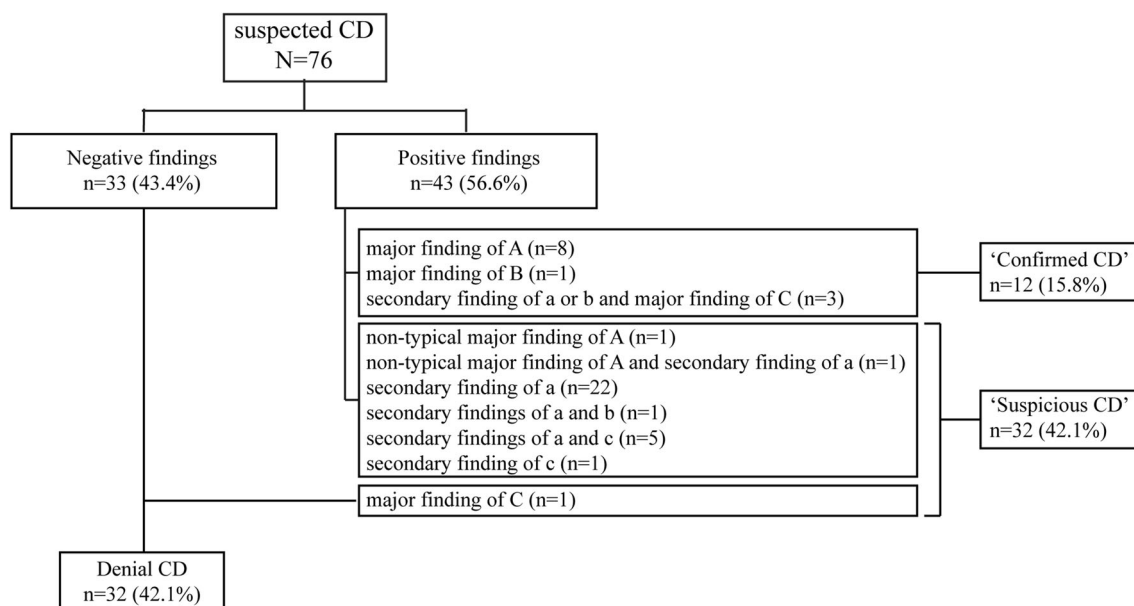 suspected CD
N=76
Negative findings
n=33 (43.4%)
Positive findings
n=43 (56.6%)
major finding of A (n=8)
major finding of B (n=1)
secondary finding of a or b and major finding of C (n=3)
‘Confirmed CD’
n=12 (15.8%)
non-typical major finding of A (n=1)
non-typical major finding of A and secondary finding of a (n=1)
secondary finding of a (n=22)
secondary findings of a and b (n=1)
secondary findings of a and c (n=5)
secondary finding of c (n=1)
‘Suspicious CD’
n=32 (42.1%)
major finding of C (n=1)
Denial CD
n=32 (42.1%)